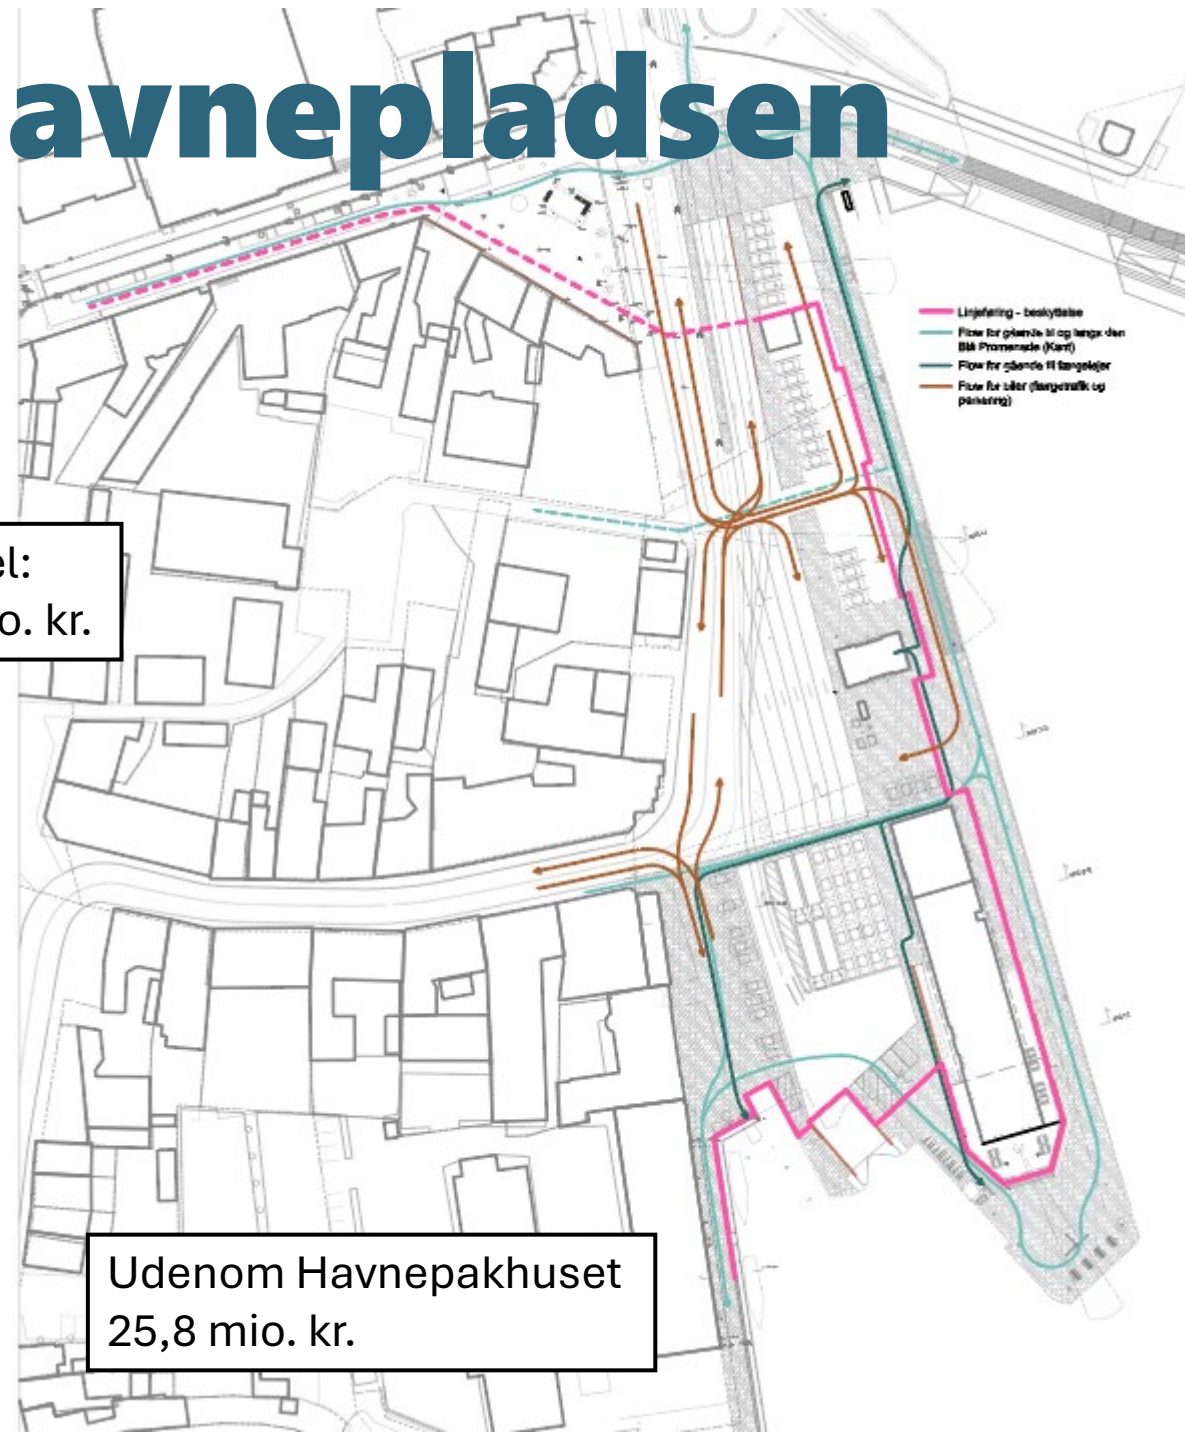 avnepladsen
Linjeføring - beskyttelse
Flow for gående til og langs den
Blå Promenade (Kant)
Flow for gående til færgelejer
Flow for biler (færgetrafik og
parkering)
el:
o. kr.
Udenom Havnepakhuset
25,8 mio. kr.